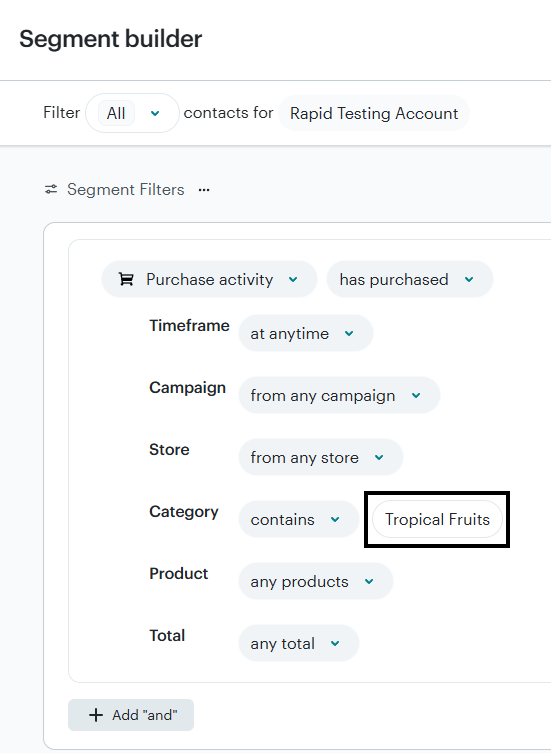 Segment builder
Filter All contacts for Rapid Testing Account
Segment Filters ...
Purchase activity has purchased
Timeframe at anytime
Campaign from any campaign
Store from any store
Category contains Tropical Fruits
Product any products
Total any total
+ Add "and"